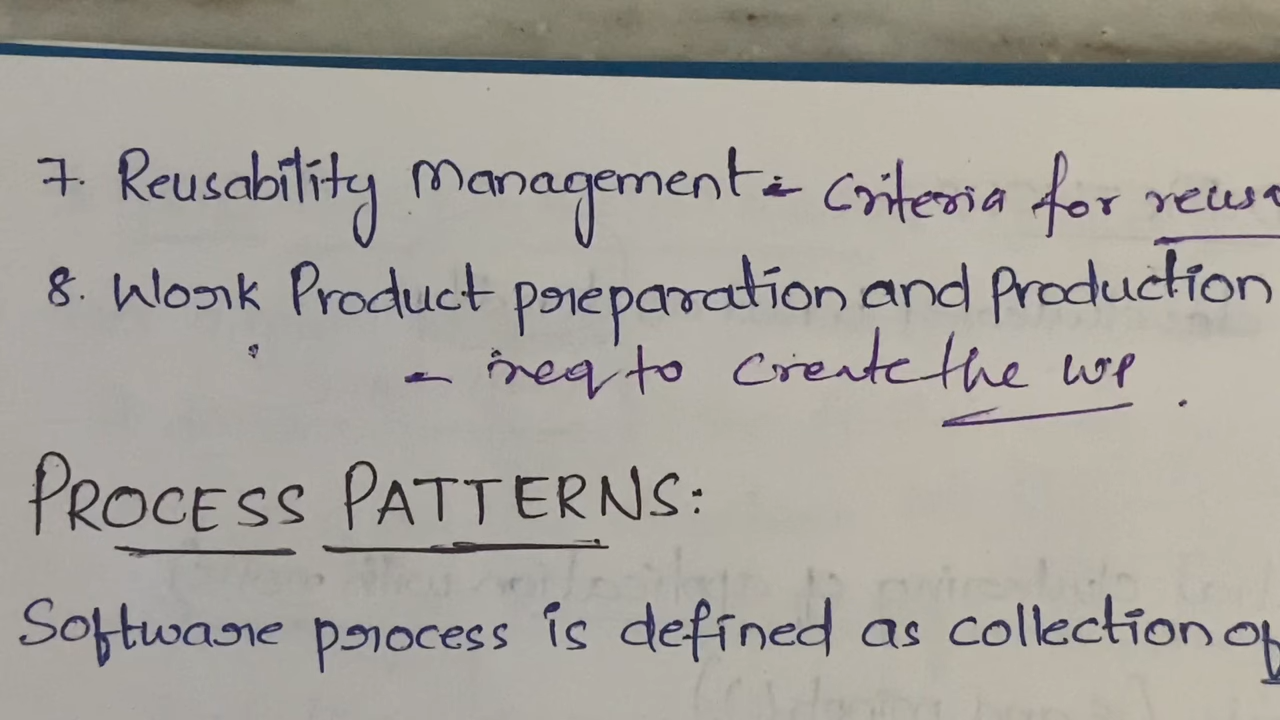 7. Reusability Management - Criteria for
8. Work Product preparation and Production
- req to create the WP.
PROCESS PATTERNS:
Software process is defined as collection of